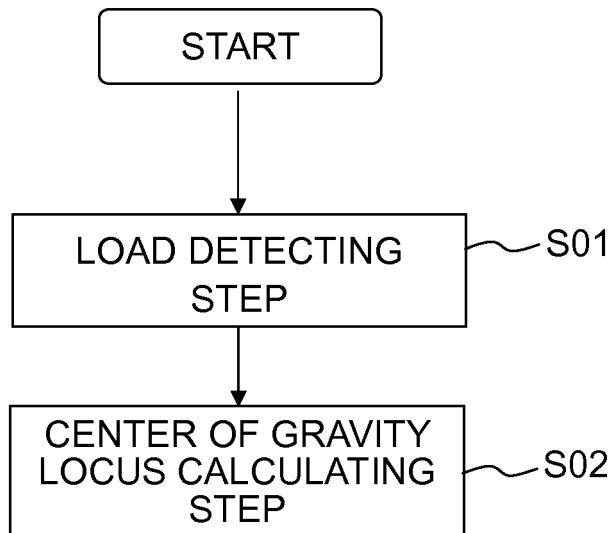 START
LOAD DETECTING
STEP
S01
CENTER OF GRAVITY
LOCUS CALCULATING
STEP
S02